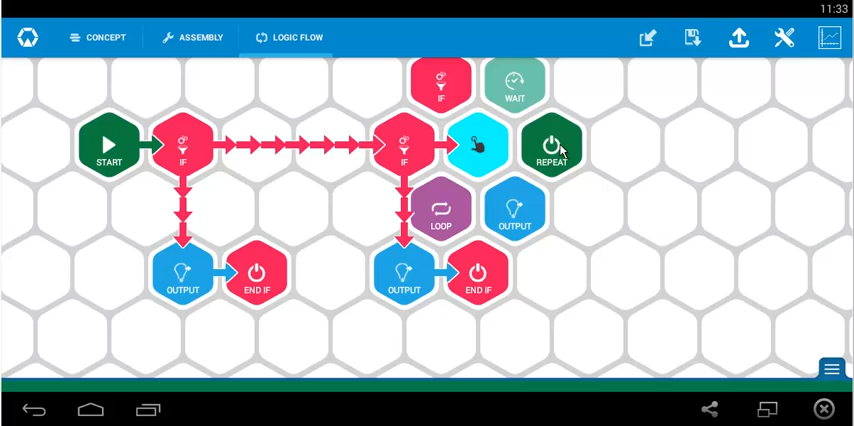 11:33
CONCEPT
ASSEMBLY
LOGIC FLOW
IF
WAIT
START
IF
IF
REPEAT
LOOP
OUTPUT
OUTPUT
END IF
OUTPUT
END IF